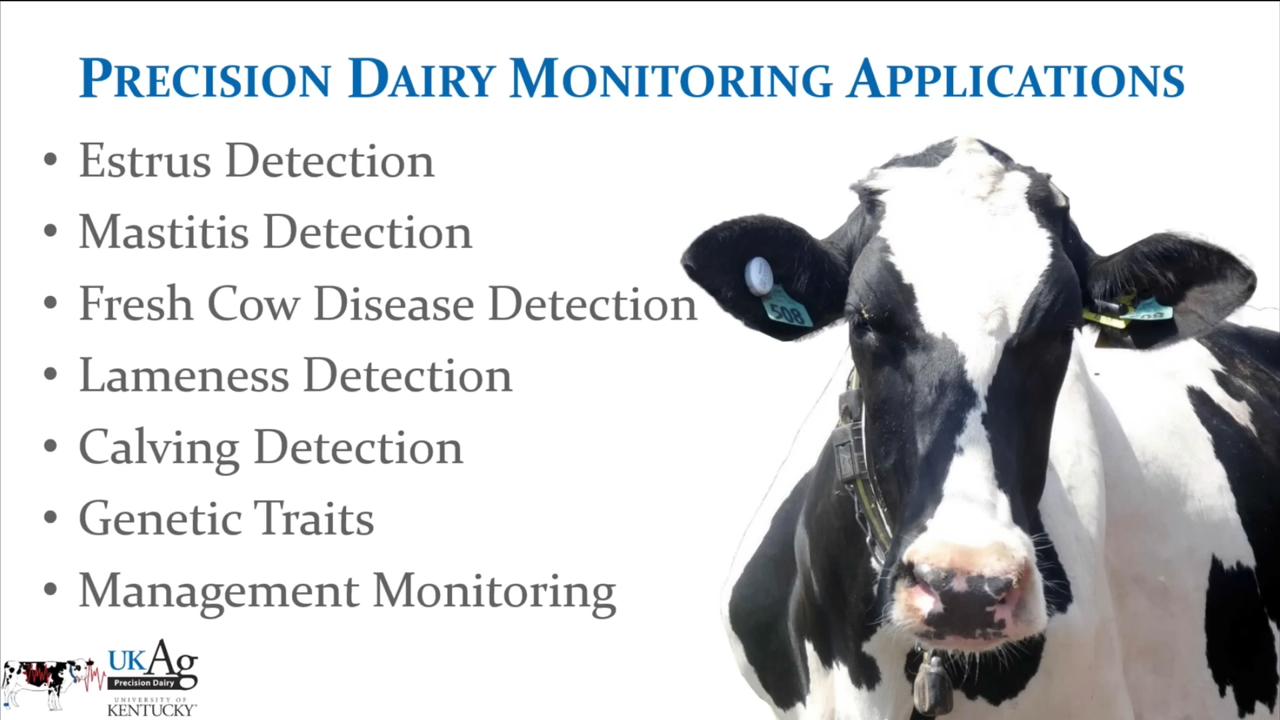 PRECISION DAIRY MONITORING APPLICATIONS
• Estrus Detection
• Mastitis Detection
• Fresh Cow Disease Detection
• Lameness Detection
• Calving Detection
• Genetic Traits
• Management Monitoring
508
UKAg
Precision Dairy
UNIVERSITY OF
KENTUCKY